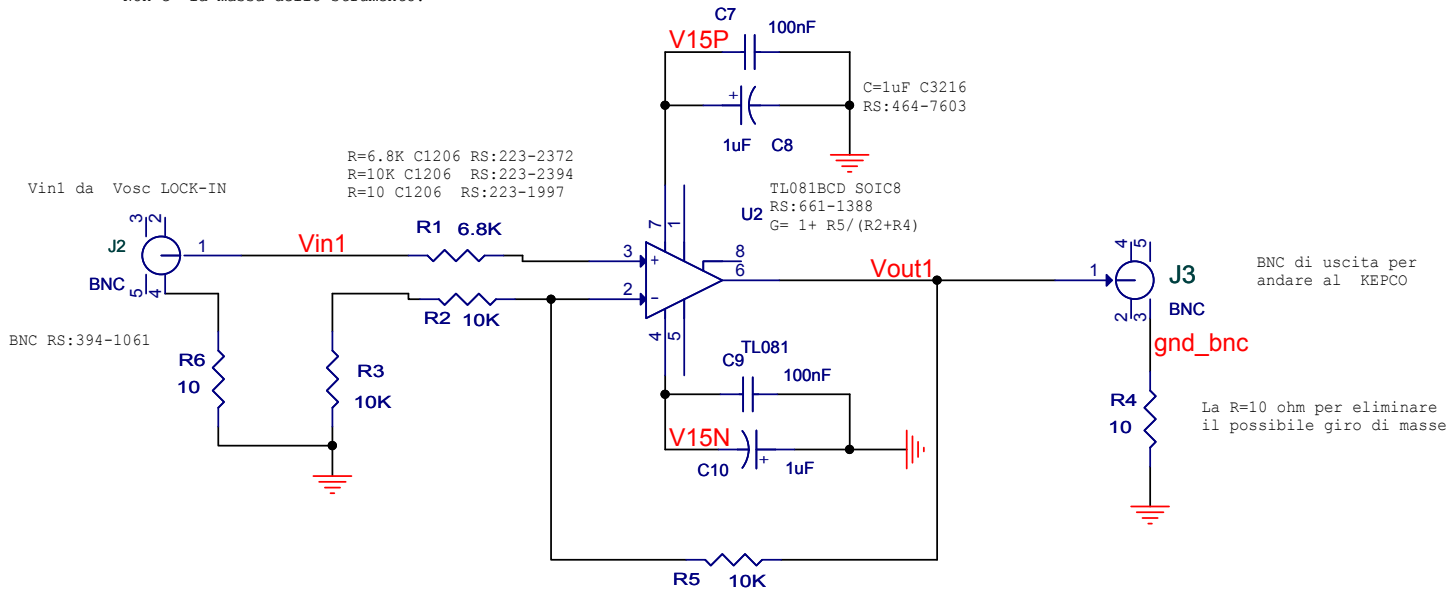 C7
100nF
V15P
C=1uF C3216
RS:464-7603
+
1uF
C8
R=6.8K C1206 RS:223-2372
R=10K C1206  RS:223-2394
R=10 C1206  RS:223-1997
Vin1 da  Vosc LOCK-IN
TL081BCD SOIC8
RS:661-1388
G= 1+ R5/(R2+R4)
U2
7
1
3
2
J2
1
Vin1
R1
6.8K
3
+
8
6
Vout1
4
5
1
J3
BNC di uscita per
andare al  KEPCO
BNC
5
4
2
-
R2
10K
BNC
2
3
gnd_bnc
4
5
BNC RS:394-1061
R6
10
R3
10K
C9
TL081
100nF
R4
10
La R=10 ohm per eliminare
il possibile giro di masse
V15N
C10
+
1uF
R5
10K